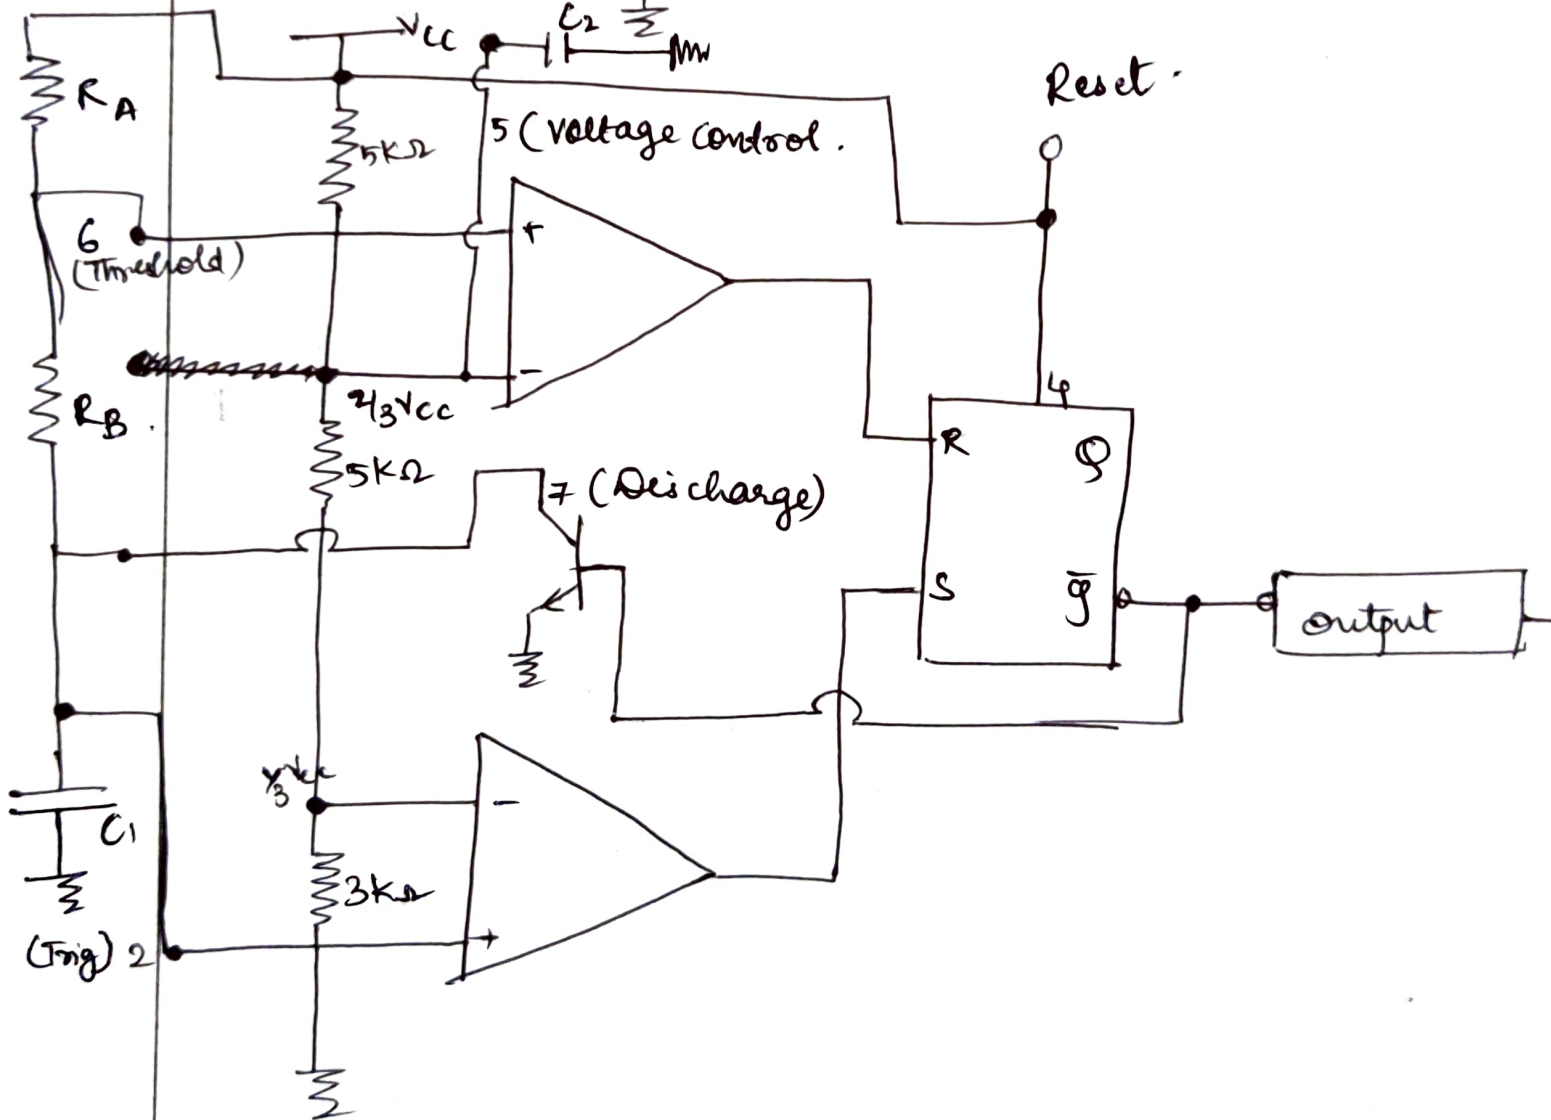 VCC
C2
Reset.
RA
5KΩ
5 (Voltage Control.
+
6
(Threshold)
-
2/3VCC
4
RB.
R
Q
5KΩ
7 (Discharge)
S
q̅
output
1/3Vcc
-
C1
3KΩ
(Trig) 2
+